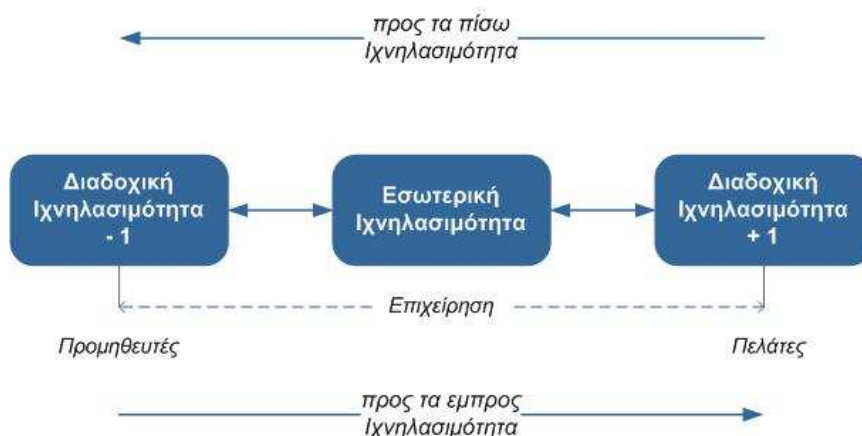 προς τα πίσω
Ιχνηλασιμότητα
Διαδοχική
Ιχνηλασιμότητα
- 1
Εσωτερική
Ιχνηλασιμότητα
Διαδοχική
Ιχνηλασιμότητα
+ 1
Επιχείρηση
Προμηθευτές
Πελάτες
προς τα εμπρος
Ιχνηλασιμότητα